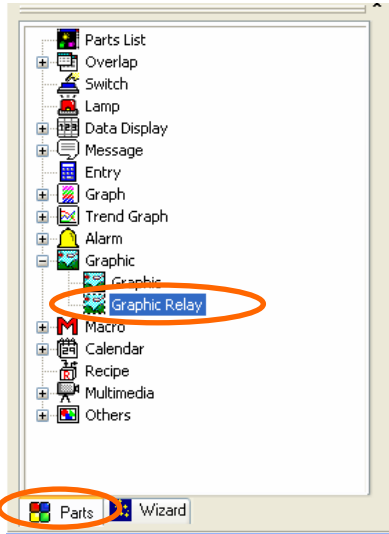 Parts List
Overlap
Switch
Lamp
Data Display
Message
Entry
Graph
Trend Graph
Alarm
Graphic
Graphic
Graphic Relay
Macro
Calendar
Recipe
Multimedia
Others
Parts Wizard